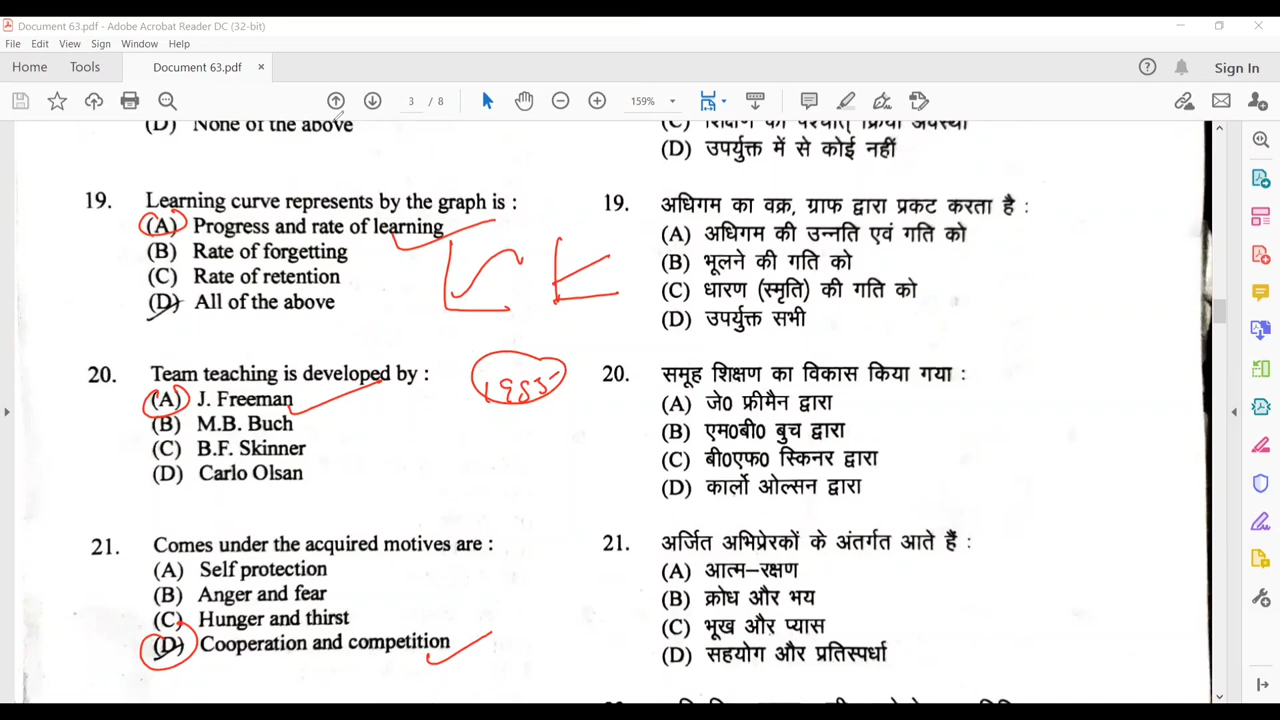 Document 63.pdf - Adobe Acrobat Reader DC (32-bit)
File Edit View Sign Window Help
Home Tools Document 63.pdf × Sign In
3 / 8 159%
(D) None of the above
19. Learning curve represents by the graph is :
(A) Progress and rate of learning
(B) Rate of forgetting
(C) Rate of retention
(D) All of the above
20. Team teaching is developed by :
(A) J. Freeman
(B) M.B. Buch
(C) B.F. Skinner
(D) Carlo Olsan
21. Comes under the acquired motives are :
(A) Self protection
(B) Anger and fear
(C) Hunger and thirst
(D) Cooperation and competition
(C) शिक्षण की पश्चात् क्रिया अवस्था
(D) उपर्युक्त में से कोई नहीं
19. अधिगम का वक्र, ग्राफ द्वारा प्रकट करता है :
(A) अधिगम की उन्नति एवं गति को
(B) भूलने की गति को
(C) धारण (स्मृति) की गति को
(D) उपर्युक्त सभी
20. समूह शिक्षण का विकास किया गया :
(A) जे0 फ्रीमैन द्वारा
(B) एम0बी0 बुच द्वारा
(C) बी0एफ0 स्किनर द्वारा
(D) कार्लो ओल्सन द्वारा
21. अर्जित अभिप्रेरकों के अंतर्गत आते हैं :
(A) आत्म–रक्षण
(B) क्रोध और भय
(C) भूख और प्यास
(D) सहयोग और प्रतिस्पर्धा